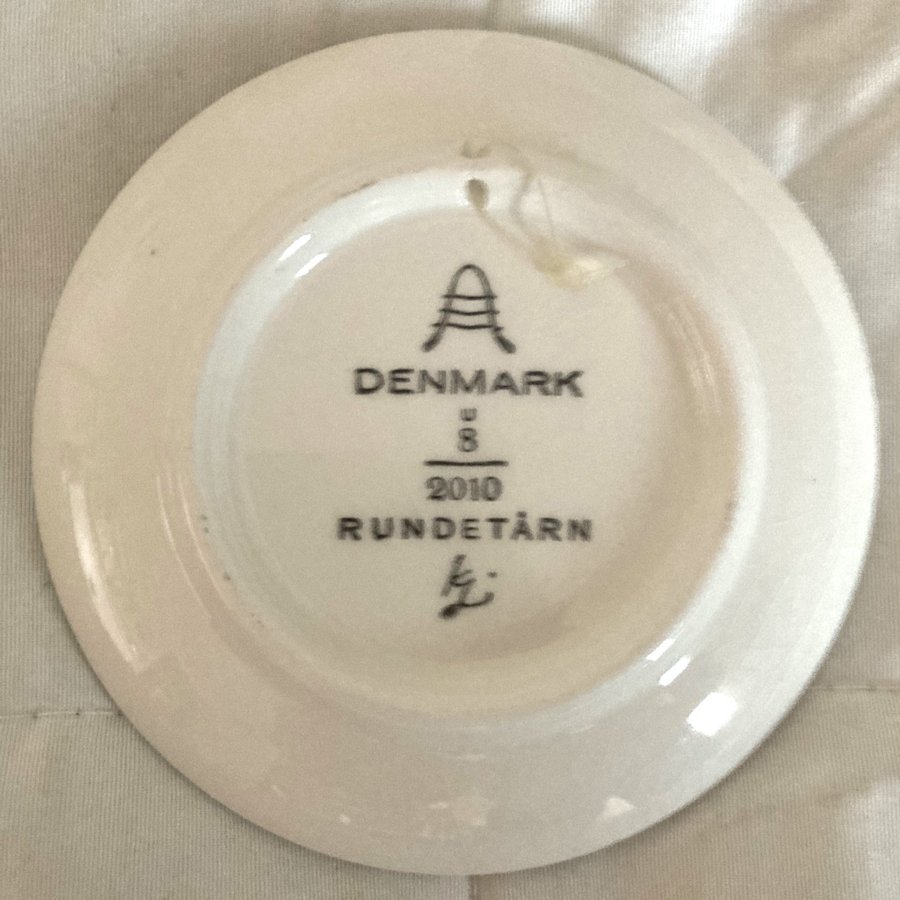 DENMARK
u
8
2010
RUNDETÅRN